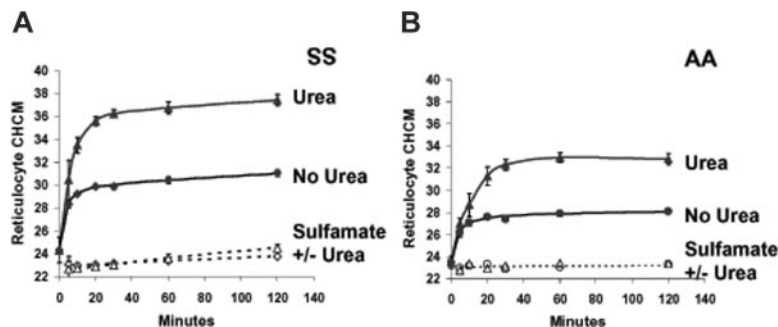 A
SS
Reticulocyte CHCM
40
38
36
34
32
30
28
26
24
22
0 20 40 60 80 100 120 140
Minutes
Urea
No Urea
Sulfamate
+/- Urea
B
AA
Reticulocyte CHCM
40
38
36
34
32
30
28
26
24
22
0 20 40 60 80 100 120 140
Minutes
Urea
No Urea
Sulfamate
+/- Urea